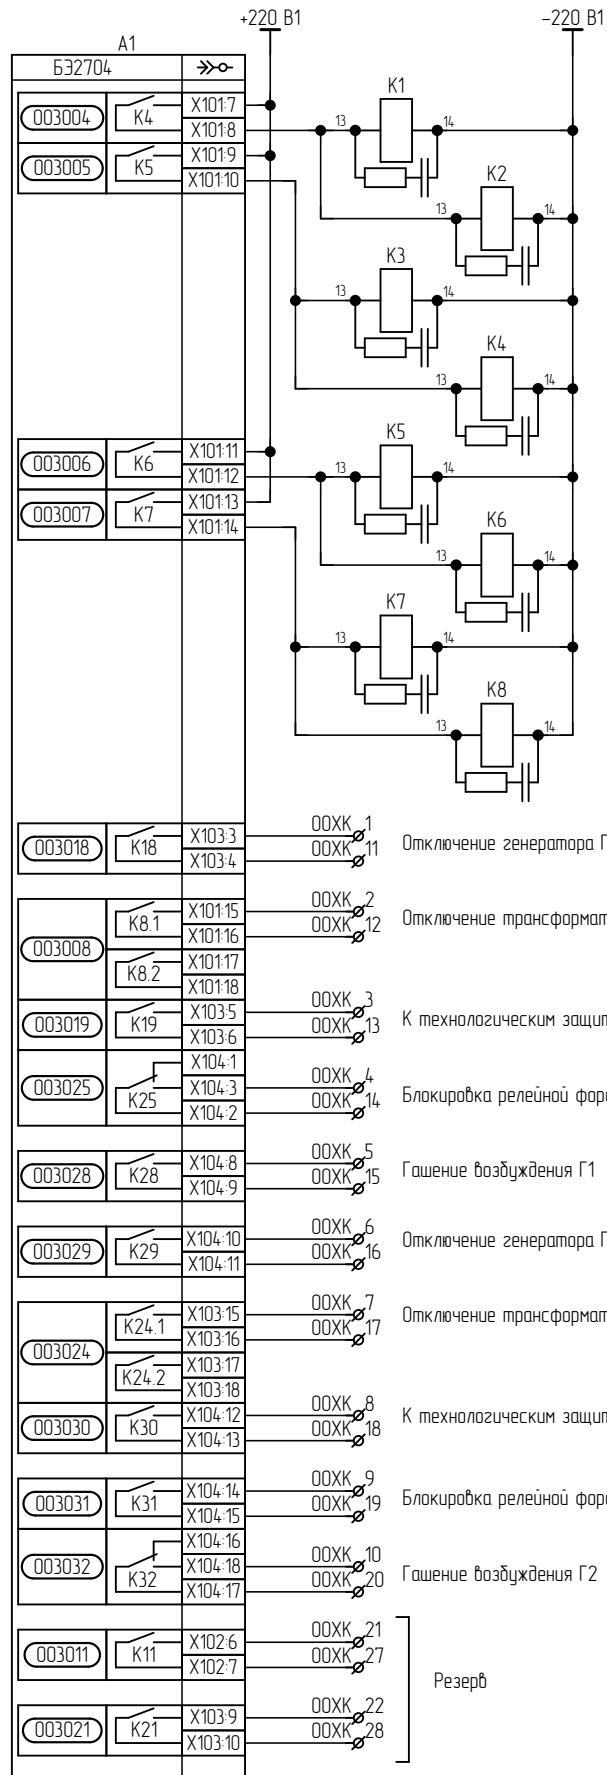 +220 В1 –220 В1
А1
БЭ2704
003004 К4 Х101:7
Х101:8
003005 К5 Х101:9
Х101:10
13 К1 14
13 К2 14
13 К3 14
13 К4 14
003006 К6 Х101:11
Х101:12
003007 К7 Х101:13
Х101:14
13 К5 14
13 К6 14
13 К7 14
13 К8 14
003018 К18 Х103:3 00ХК 1
Х103:4 00ХК 11
Отключение генератора Г
003008 К8.1 Х101:15 00ХК 2
Х101:16 00ХК 12
Отключение трансформат
К8.2 Х101:17
Х101:18
003019 К19 Х103:5 00ХК 3
Х103:6 00ХК 13
К технологическим защит
003025 К25 Х104:1
Х104:3 00ХК 4
Х104:2 00ХК 14
Блокировка релейной фор
003028 К28 Х104:8 00ХК 5
Х104:9 00ХК 15
Гашение возбуждения Г1
003029 К29 Х104:10 00ХК 6
Х104:11 00ХК 16
Отключение генератора Г
003024 К24.1 Х103:15 00ХК 7
Х103:16 00ХК 17
Отключение трансформат
К24.2 Х103:17
Х103:18
003030 К30 Х104:12 00ХК 8
Х104:13 00ХК 18
К технологическим защит
003031 К31 Х104:14 00ХК 9
Х104:15 00ХК 19
Блокировка релейной фор
003032 К32 Х104:16
Х104:18 00ХК 10
Х104:17 00ХК 20
Гашение возбуждения Г2
003011 К11 Х102:6 00ХК 21
Х102:7 00ХК 27
Резерв
003021 К21 Х103:9 00ХК 22
Х103:10 00ХК 28